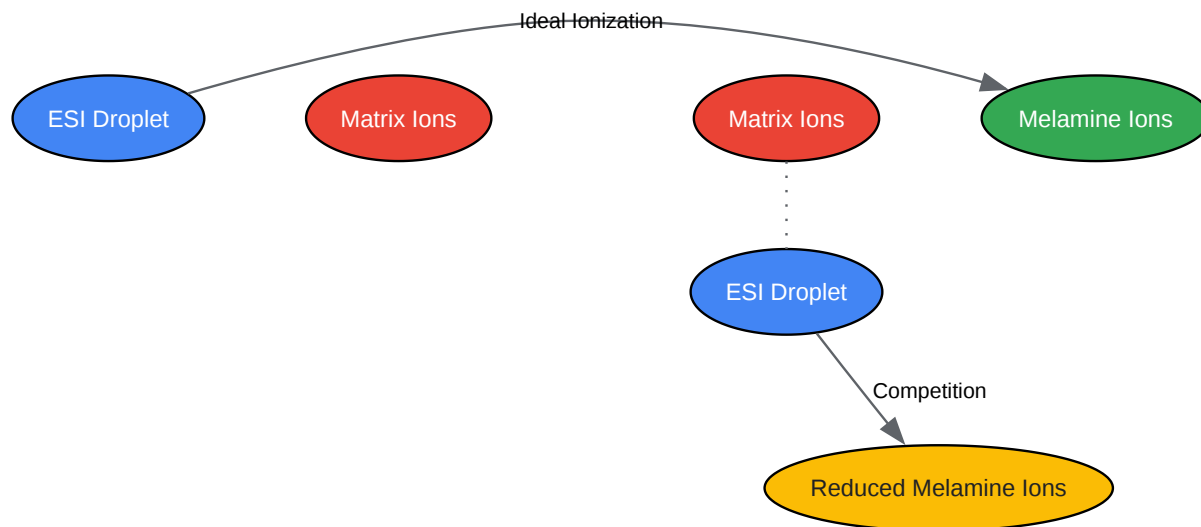 Ideal Ionization
ESI Droplet
Matrix Ions
Matrix Ions
Melamine Ions
ESI Droplet
Competition
Reduced Melamine Ions